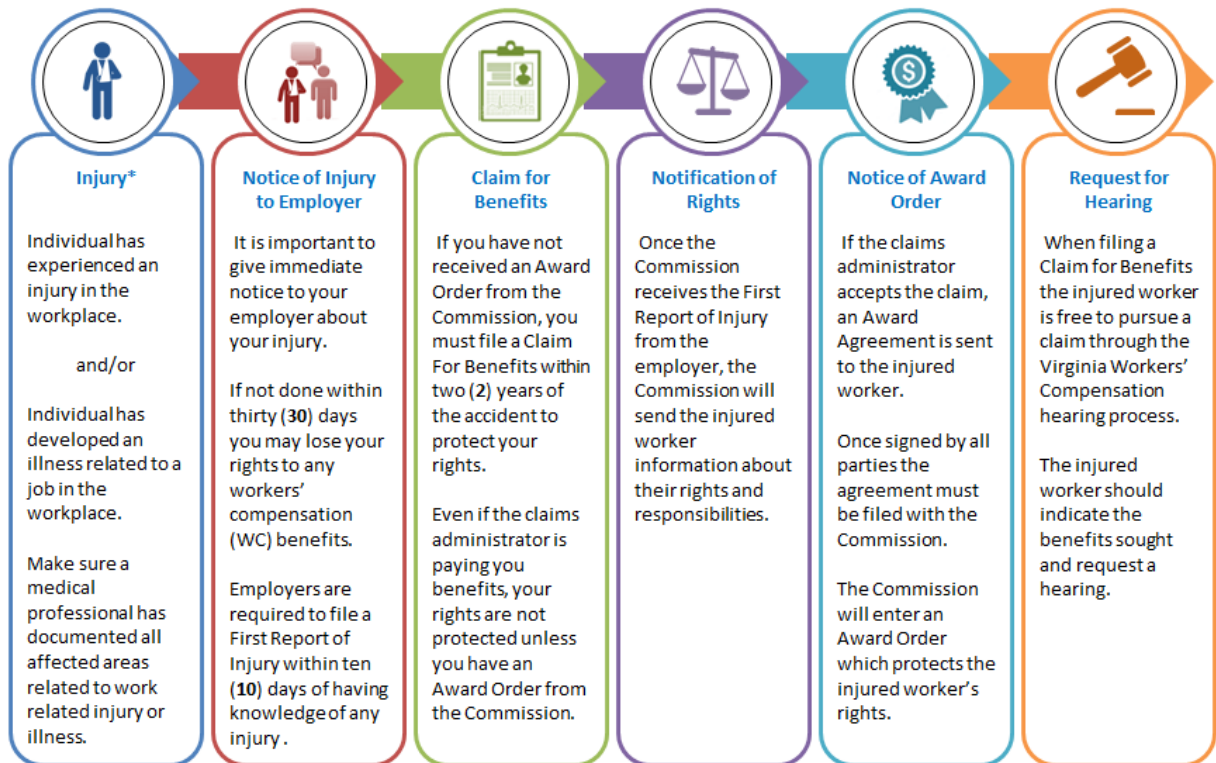 Injury*
Individual has
experienced an
injury in the
workplace.
and/or
Individual has
developed an
illness related to a
job in the
workplace.
Make sure a
medical
professional has
documented all
affected areas
related to work
related injury or
illness.
Notice of Injury
to Employer
It is important to
give immediate
notice to your
employer about
your injury.
If not done within
thirty (30) days
you may lose your
rights to any
workers'
compensation
(WC) benefits.
Employers are
required to file a
First Report of
Injury within ten
(10) days of having
knowledge of any
injury .
Claim for
Benefits
If you have not
received an Award
Order from the
Commission, you
must file a Claim
For Benefits within
two (2) years of
the accident to
protect your
rights.
Even if the claims
administrator is
paying you
benefits, your
rights are not
protected unless
you have an
Award Order from
the Commission.
Notification of
Rights
Once the
Commission
receives the First
Report of Injury
from the
employer, the
Commission will
send the injured
worker
information about
their rights and
responsibilities.
$
Notice of Award
Order
If the claims
administrator
accepts the claim,
an Award
Agreement is sent
to the injured
worker.
Once signed by all
parties the
agreement must
be filed with the
Commission.
The Commission
will enter an
Award Order
which protects the
injured worker's
rights.
Request for
Hearing
When filing a
Claim for Benefits
the injured worker
is free to pursue a
claim through the
Virginia Workers'
Compensation
hearing process.
The injured
worker should
indicate the
benefits sought
and request a
hearing.